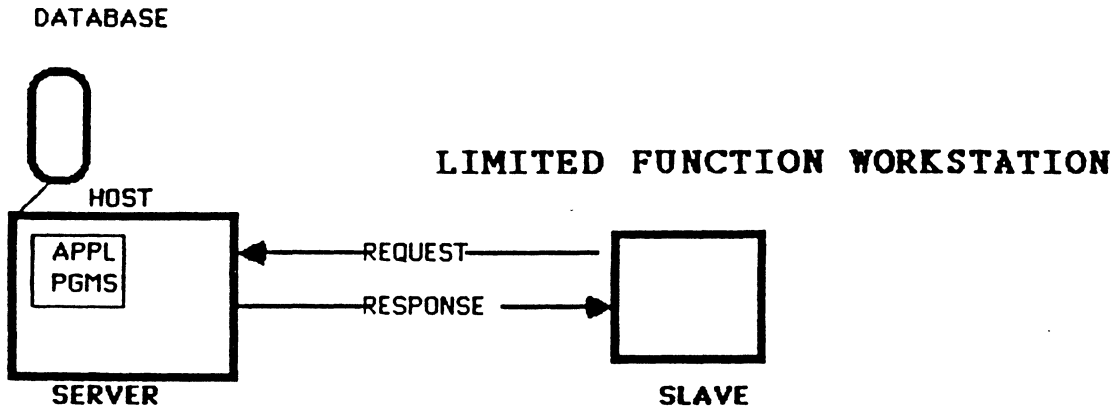 DATABASE
LIMITED FUNCTION WORKSTATION
HOST
APPL
PGMS
REQUEST
RESPONSE
SERVER
SLAVE